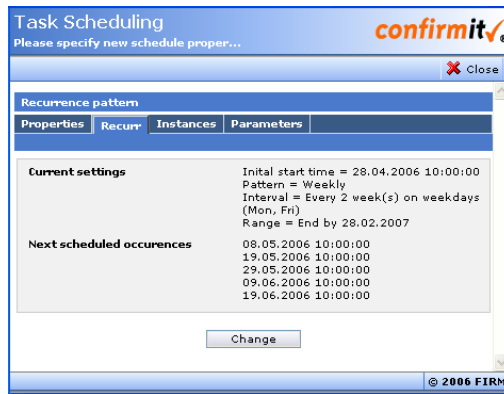 Task Scheduling
Please specify new schedule proper...
confirmit
Close
Recurrence pattern
Properties Recurr Instances Parameters
Current settings Inital start time = 28.04.2006 10:00:00
Pattern = Weekly
Interval = Every 2 week(s) on weekdays
(Mon, Fri)
Range = End by 28.02.2007
Next scheduled occurences 08.05.2006 10:00:00
19.05.2006 10:00:00
29.05.2006 10:00:00
09.06.2006 10:00:00
19.06.2006 10:00:00
Change
© 2006 FIRM